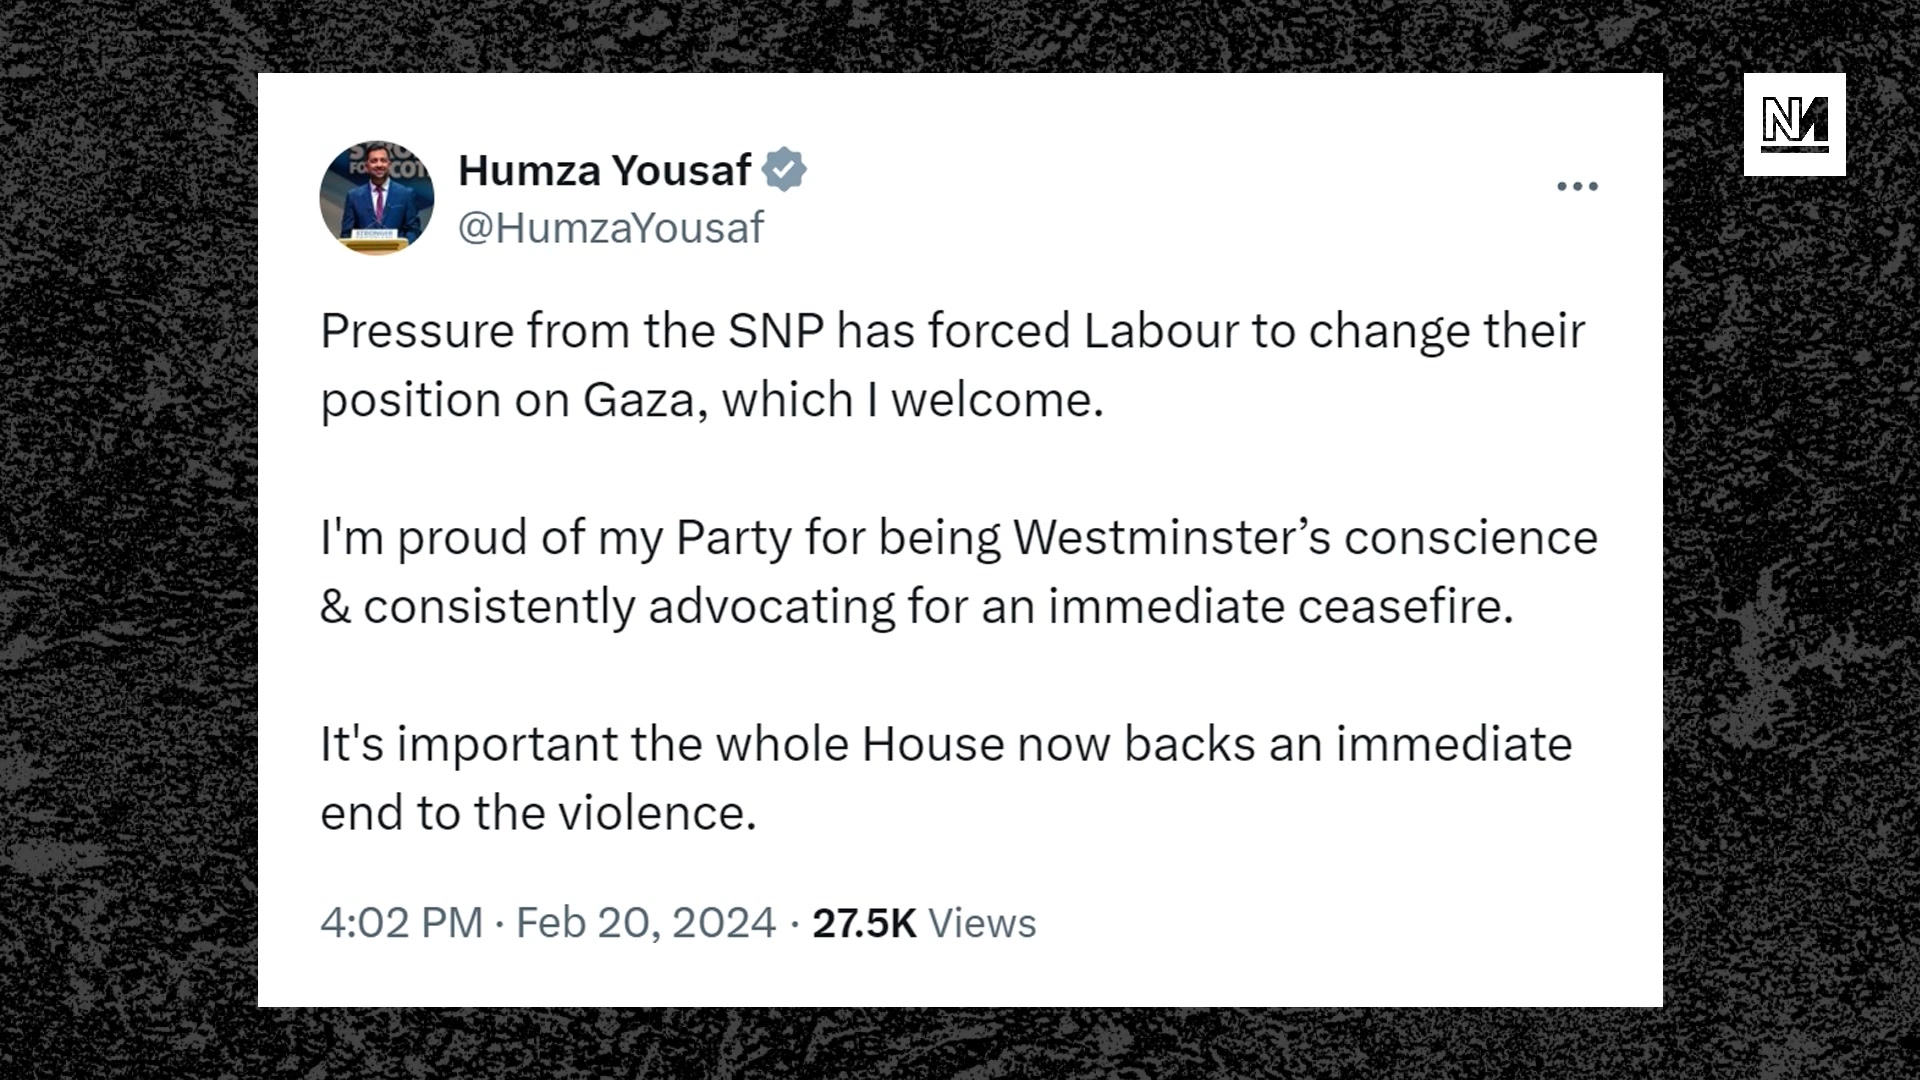 Humza Yousaf
@HumzaYousaf
Pressure from the SNP has forced Labour to change their
position on Gaza, which I welcome.
I'm proud of my Party for being Westminster’s conscience
& consistently advocating for an immediate ceasefire.
It's important the whole House now backs an immediate
end to the violence.
4:02 PM · Feb 20, 2024 · 27.5K Views